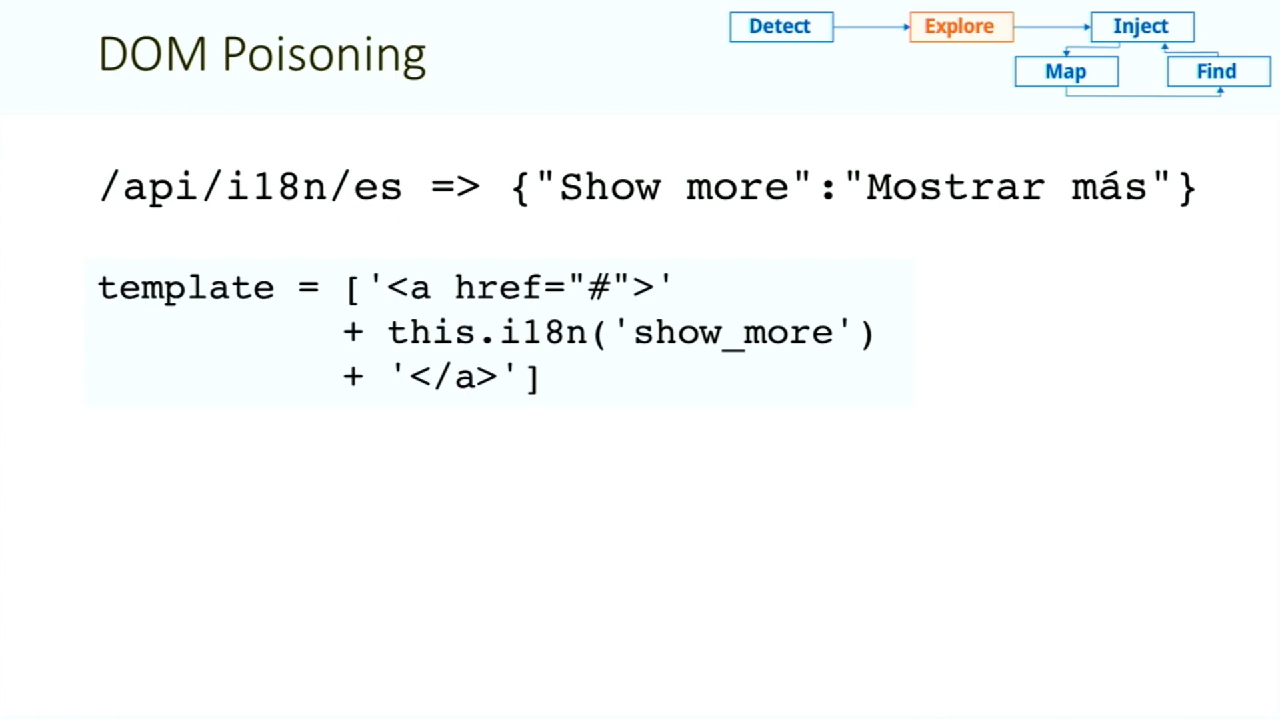 DOM Poisoning
Detect
Explore
Inject
Map
Find
/api/i18n/es => {"Show more":"Mostrar más"}
template = ['<a href="#">'
+ this.i18n('show_more')
+ '</a>']